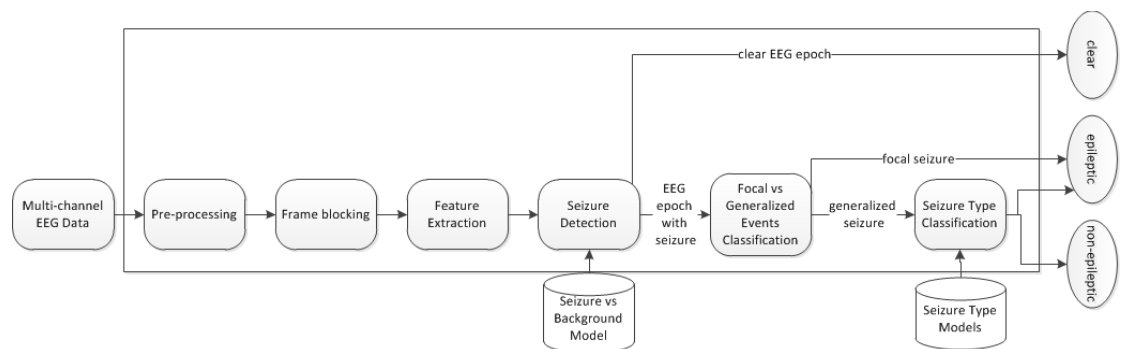 clear EEG epoch
clear
focal seizure
epileptic
Multi-channel
EEG Data
Pre-processing
Frame blocking
Feature
Extraction
Seizure
Detection
EEG
epoch
with
seizure
Focal vs
Generalized
Events
Classification
generalized
seizure
Seizure Type
Classification
non-epileptic
Seizure vs
Background
Model
Seizure Type
Models